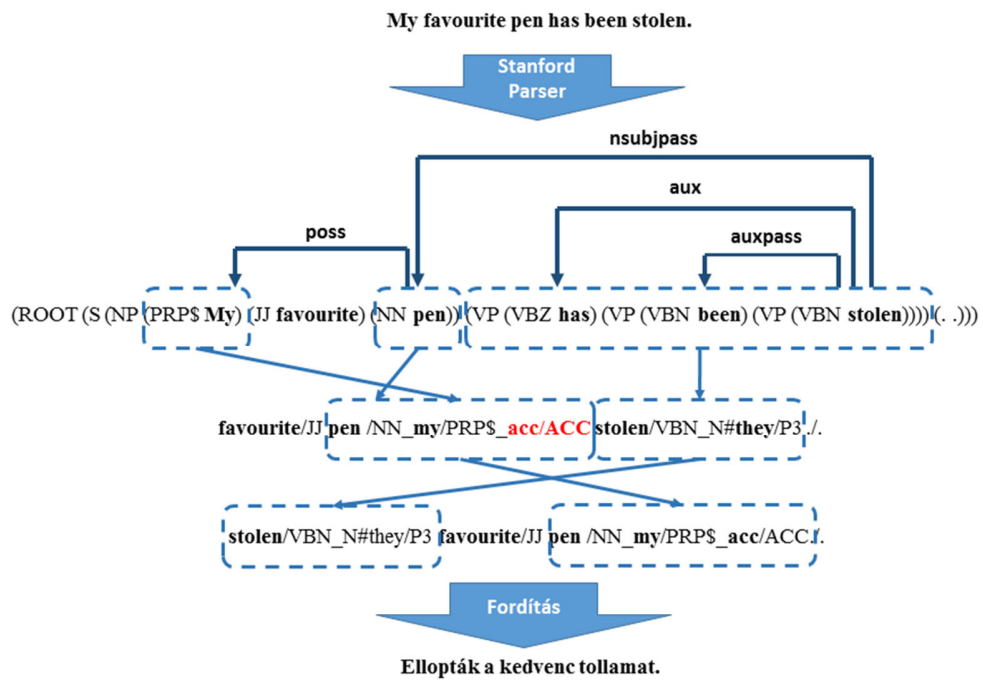 My favourite pen has been stolen.
Stanford
Parser
nsubjpass
aux
poss
auxpass
(ROOT (S (NP (PRP$ My) (JJ favourite) (NN pen)) (VP (VBZ has) (VP (VBN been) (VP (VBN stolen)))) (. .)))
favourite/JJ pen /NN_my/PRP$_acc/ACC stolen/VBN_N#they/P3 ./.
stolen/VBN_N#they/P3 favourite/JJ pen /NN_my/PRP$_acc/ACC./.
Fordítás
Ellopták a kedvenc tollamat.